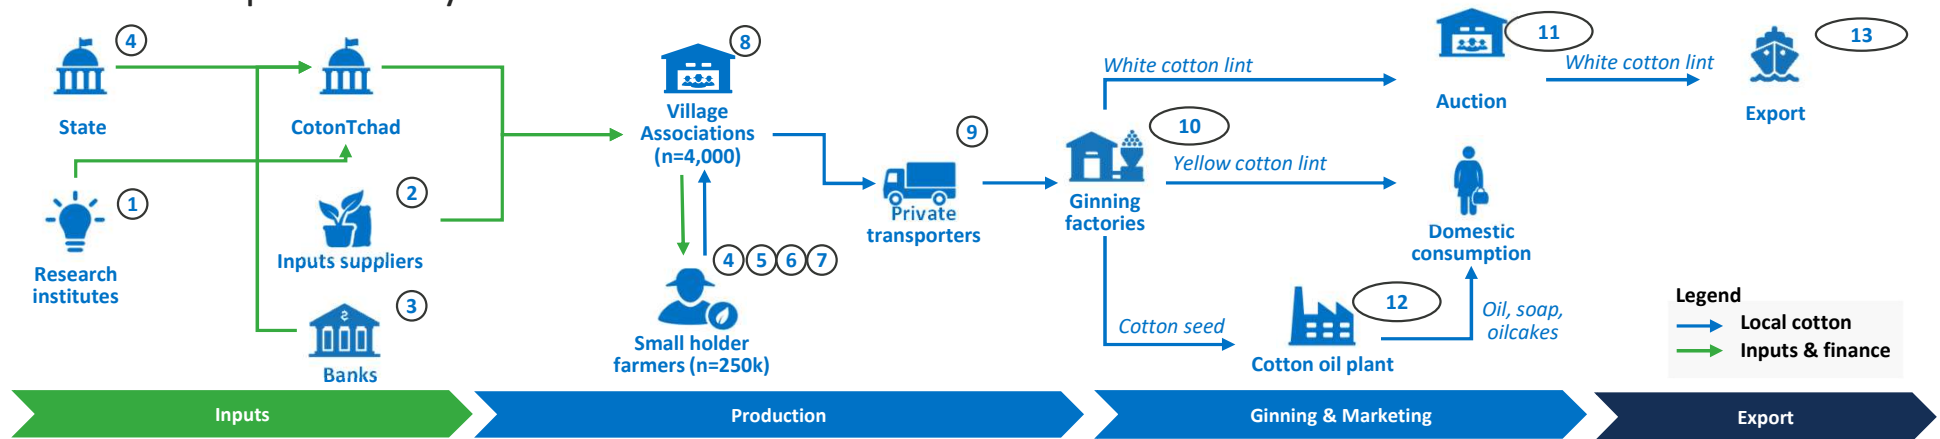 4
State
CotonTchad
1
Research
institutes
2
Inputs suppliers
3
Banks
8
Village
Associations
(n=4,000)
4 5 6 7
Small holder
farmers (n=250k)
9
Private
transporters
10
Ginning
factories
White cotton lint
Yellow cotton lint
Cotton seed
11
Auction
White cotton lint
13
Export
Domestic
consumption
12
Cotton oil plant
Oil, soap,
oilcakes
Legend
Local cotton
Inputs & finance
Inputs
Production
Ginning & Marketing
Export